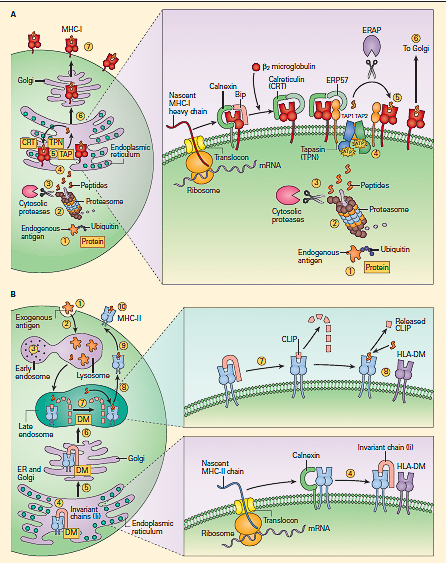 A
MHC-I
7
Golgi
6
CRT
TPN
5
TAP
Endoplasmic
reticulum
4
3
Peptides
Cytosolic
proteases
2
Proteasome
Endogenous
antigen
Ubiquitin
1
Protein
ERAP
6
To Golgi
β2 microglobulin
Nascent
MHC-I
heavy chain
Calnexin
Bip
Calreticulin
(CRTI)
ERP57
5
TAP1 TAP2
ATP
ATP
4
Tapasin
(TPN)
Translocon
mRNA
Ribosome
3
Peptides
Cytosolic
proteases
Proteasome
2
Endogenous
antigen
Ubiquitin
1
Protein
B
Exogenous
antigen
1
10
MHC-II
2
3
9
Early
endosome
Lysosome
8
7
DM
Late
endosome
6
DM
Golgi
ER and
Golgi
5
4
Invariant
chains (Ii)
DM
Endoplasmic
reticulum
CLIP
Released
CLIP
HLA-DM
7
8
Nascent
MHC-II chain
Calnexin
Invariant chain (Ii)
4
HLA-DM
Translocon
Ribosome
mRNA